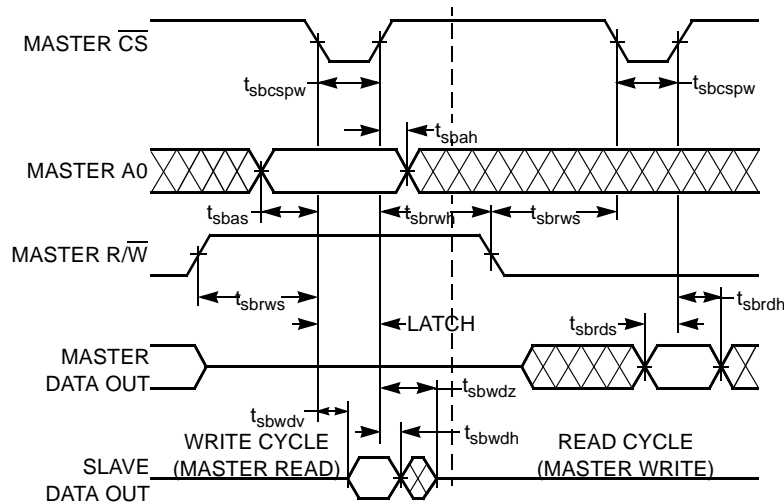 MASTER CS
tsbcspw
tsbcspw
tsbah
MASTER A0
tsbas
tsbrwh
tsbrws
MASTER R/W
tsbrws
tsbrdh
LATCH
tsbrds
MASTER
DATA OUT
tsbwdz
tsbwdv
tsbwdh
WRITE CYCLE
(MASTER READ)
READ CYCLE
(MASTER WRITE)
SLAVE
DATA OUT